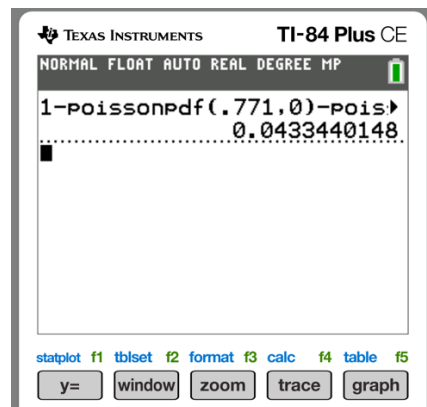 TEXAS INSTRUMENTS TI-84 Plus CE
NORMAL FLOAT AUTO REAL DEGREE MP
1-poissonpdf(.771,0)-pois
0.0433440148
statplot f1 tblset f2 format f3 calc f4 table f5
y= window zoom trace graph